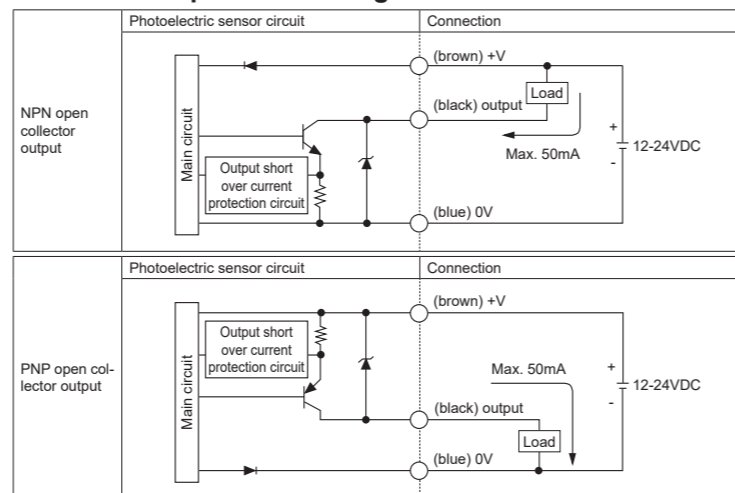 Photoelectric sensor circuit
Connection
NPN open
collector
output
Main circuit
Output short
over current
protection circuit
(brown) +V
Load
(black) output
Max. 50mA
+
12-24VDC
-
(blue) 0V
Photoelectric sensor circuit
Connection
PNP open col-
lector output
Main circuit
Output short
over current
protection circuit
(brown) +V
Max. 50mA
+
12-24VDC
-
(black) output
Load
(blue) 0V